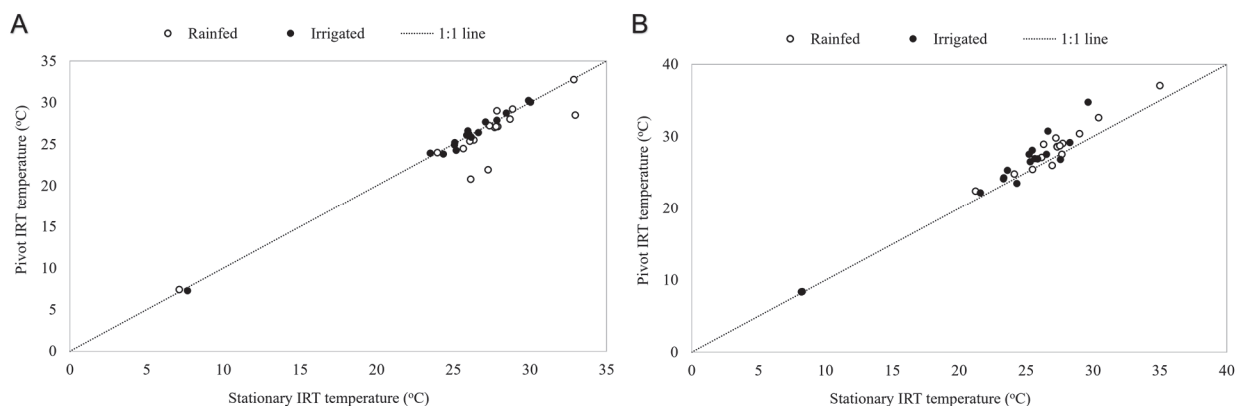 A
Rainfed Irrigated 1:1 line
35
30
25
20
15
10
5
0
Pivot IRT temperature (°C)
0 5 10 15 20 25 30 35
Stationary IRT temperature (°C)
B
Rainfed Irrigated 1:1 line
40
30
20
10
0
Pivot IRT temperature (°C)
0 5 10 15 20 25 30 35 40
Stationary IRT temperature (°C)